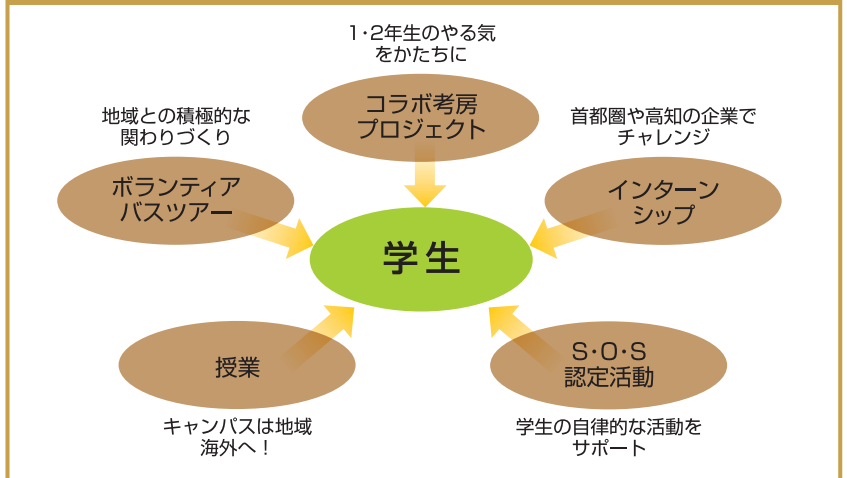 1・2年生のやる気
をかたちに
コラボ考房
プロジェクト
地域との積極的な
関わりづくり
ボランティア
バスツアー
首都圏や高知の企業で
チャレンジ
インターン
シップ
学生
授業
キャンパスは地域
海外へ！
S・O・S
認定活動
学生の自律的な活動を
サポート